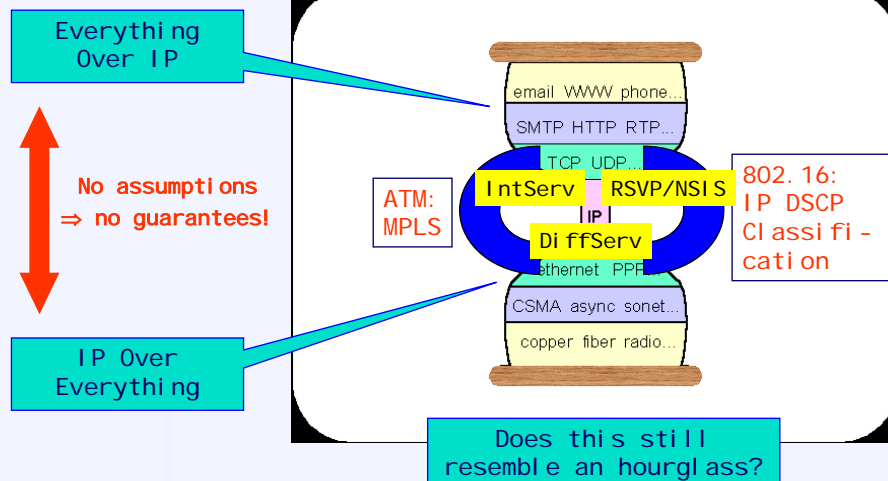 Everything
Over IP
No assumptions
⇒ no guarantees!
IP Over
Everything
email WWW phone...
SMTP HTTP RTP...
TCP UDP...
IntServ
RSVP/NSIS
IP
DiffServ
ethernet PPP...
CSMA async sonet...
copper fiber radio...
ATM:
MPLS
802.16:
IP DSCP
Classifi-
cation
Does this still
resemble an hourglass?